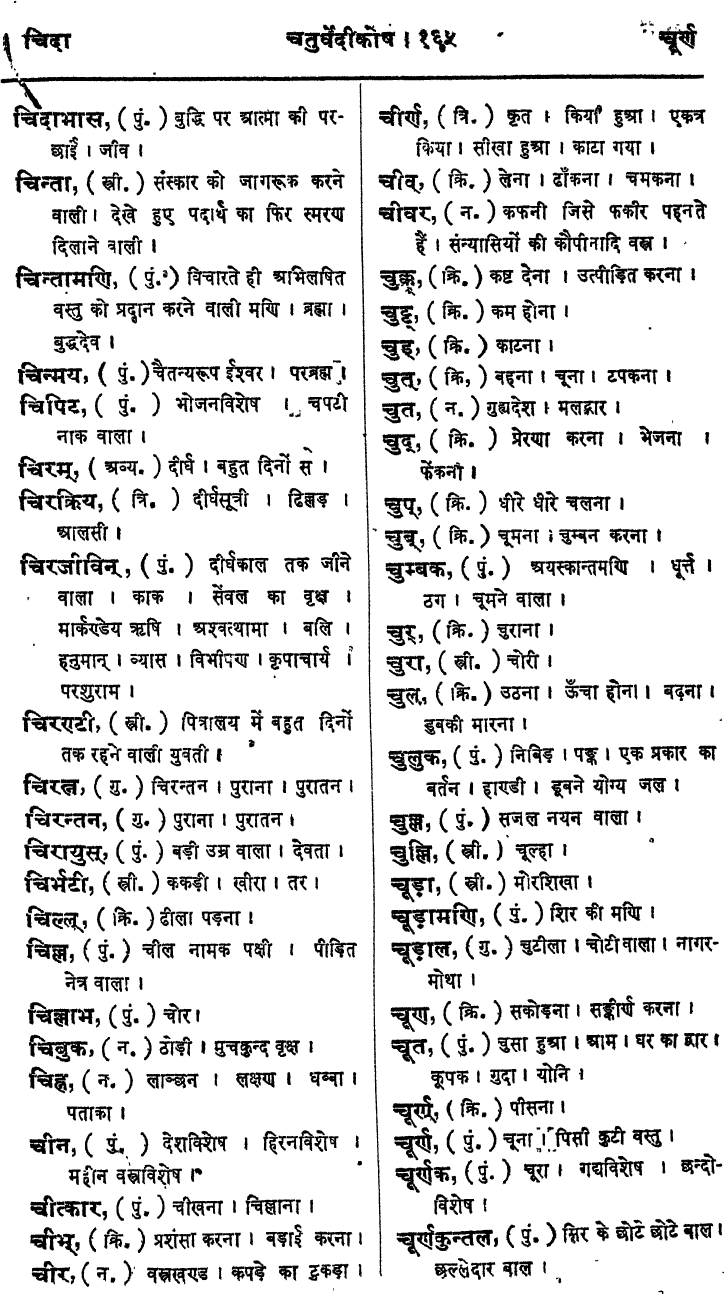 चिदा
चतुर्वेदीकोष । १६५
चूर्ण
चिदाभास, ( पुं. ) बुद्धि पर आत्मा की पर-
छाईं । जीव ।
चिन्ता, ( स्त्री. ) संस्कार को जागरूक करने
वाली । देखे हुए पदार्थ का फिर स्मरण
दिलाने वाली ।
चिन्तामणि, ( पुं. ) विचारते ही अभिलषित
वस्तु को प्रदान करने वाली मणि । ब्रह्मा ।
बुद्धदेव ।
चिन्मय, ( पुं. ) चैतन्यरूप ईश्वर । परब्रह्म ।
चिपिट, ( पुं. ) भोजनविशेष । चपटी
नाक वाला ।
चिरम्, ( अव्य. ) दीर्घ । बहुत दिनों से ।
चिरक्रिय, ( त्रि. ) दीर्घसूत्री । ढिल्लड़ ।
आलसी ।
चिरजीविन्, ( पुं. ) दीर्घकाल तक जीने
वाला । काक । सेंवल का वृक्ष ।
मार्कण्डेय ऋषि । अश्वत्थामा । बलि ।
हनुमान् । व्यास । विभीषण । कृपाचार्य ।
परशुराम ।
चिरण्टी, ( स्त्री. ) पित्रालय में बहुत दिनों
तक रहने वाली युवती ।
चिरत्न, ( गु. ) चिरन्तन । पुराना । पुरातन ।
चिरन्तन, ( गु. ) पुराना । पुरातन ।
चिरायुस्, ( पुं. ) बड़ी उम्र वाला । देवता ।
चिर्भटी, ( स्त्री. ) ककड़ी । खीरा । तर ।
चिल्ल्, ( क्रि. ) ढीला पड़ना ।
चिल्ल, ( पुं. ) चील नामक पक्षी । पीड़ित
नेत्र वाला ।
चिल्लाभ, ( पुं. ) चोर ।
चिबुक, ( न. ) ठोड़ी । मुचकुन्द वृक्ष ।
चिह्न, ( न. ) लाञ्छन । लक्षण । धब्बा ।
पताका ।
चीन, ( पुं. ) देशविशेष । हिरनविशेष ।
महीन वस्त्रविशेष ।
चीत्कार, ( पुं. ) चीखना । चिल्लाना ।
चीभ्, ( क्रि. ) प्रशंसा करना । बड़ाई करना ।
चीर, ( न. ) वस्त्रखण्ड । कपड़े का टुकड़ा ।
चीर्ण, ( त्रि. ) कृत । किया हुआ । एकत्र
किया । सीखा हुआ । काटा गया ।
चीव्, ( क्रि. ) लेना । ढाँकना । चमकना ।
चीवर, ( न. ) कफनी जिसे फकीर पहनते
हैं । संन्यासियों की कौपीनादि वस्त्र ।
चुक्क्, ( क्रि. ) कष्ट देना । उत्पीड़ित करना ।
चुट्ट्, ( क्रि. ) कम होना ।
चुड्, ( क्रि. ) काटना ।
चुत्, ( क्रि, ) बहना । चूना । टपकना ।
चुत, ( न. ) गुह्यदेश । मलद्वार ।
चुद्, ( क्रि. ) प्रेरणा करना । भेजना ।
फेंकना ।
चुप्, ( क्रि. ) धीरे धीरे चलना ।
चुब्, ( क्रि. ) चूमना । चुम्बन करना ।
चुम्बक, ( पुं. ) अयस्कान्तमणि । धूर्त्त ।
ठग । चूमने वाला ।
चुर्, ( क्रि. ) चुराना ।
चुरा, ( स्त्री. ) चोरी ।
चुल्, ( क्रि. ) उठना । ऊँचा होना । बढ़ना ।
डुबकी मारना ।
चुलुक, ( पुं. ) निबिड़ । पङ्क । एक प्रकार का
बर्तन । हाण्डी । डूबने योग्य जल ।
चुल्ल, ( पुं. ) सजल नयन वाला ।
चुल्लि, ( स्त्री. ) चूल्हा ।
चूड़ा, ( स्त्री. ) मोरशिखा ।
चूड़ामणि, ( पुं. ) शिर की मणि ।
चूड़ाल, ( गु. ) चुटीला । चोटी वाला । नागर-
मोथा ।
चूण, ( क्रि. ) सकोड़ना । सङ्कीर्ण करना ।
चूत, ( पुं. ) चुसा हुआ । आम । घर का द्वार ।
कूपक । गुदा । योनि ।
चूर्ण्, ( क्रि. ) पीसना ।
चूर्ण, ( पुं. ) चूना । पिसी कुटी वस्तु ।
चूर्णक, ( पुं. ) चूरा । गद्यविशेष । छन्दो-
विशेष ।
चूर्णकुन्तल, ( पुं. ) शिर के छोटे छोटे बाल ।
छल्लेदार बाल ।